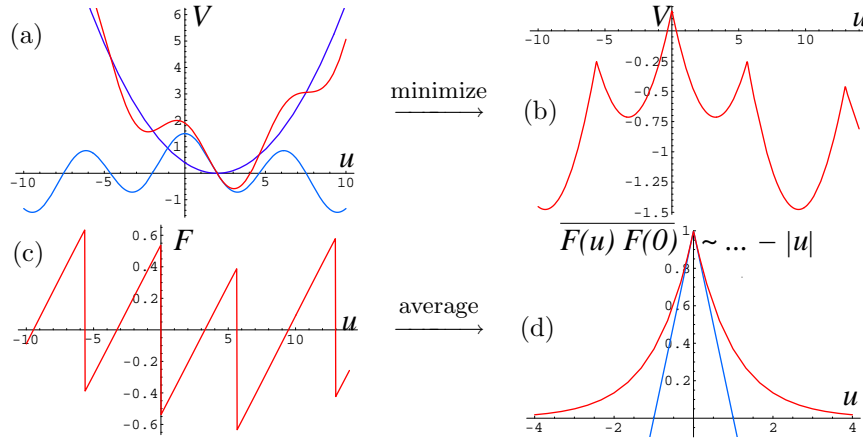 (a)
V
6
5
4
3
2
1
-1
-10
-5
5
10
u
minimize
(b)
V
u
-10
-5
5
10
-0.25
-0.5
-0.75
-1
-1.25
-1.5
(c)
F
0.6
0.4
0.2
-0.2
-0.4
-0.6
-10
-5
5
10
u
average
(d)
F(u) F(0) ~ ... − |u|
1
0.8
0.6
0.4
0.2
-4
-2
2
4
u